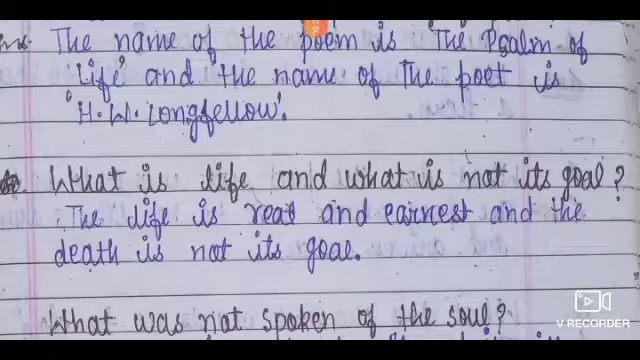 Ans. The name of the poem is 'The Psalm of
Life' and the name of the poet is
'H. W. Longfellow'.
What is life and what is not its goal?
The life is real and earnest and the
death is not its goal.
What was not spoken of the soul?
V RECORDER